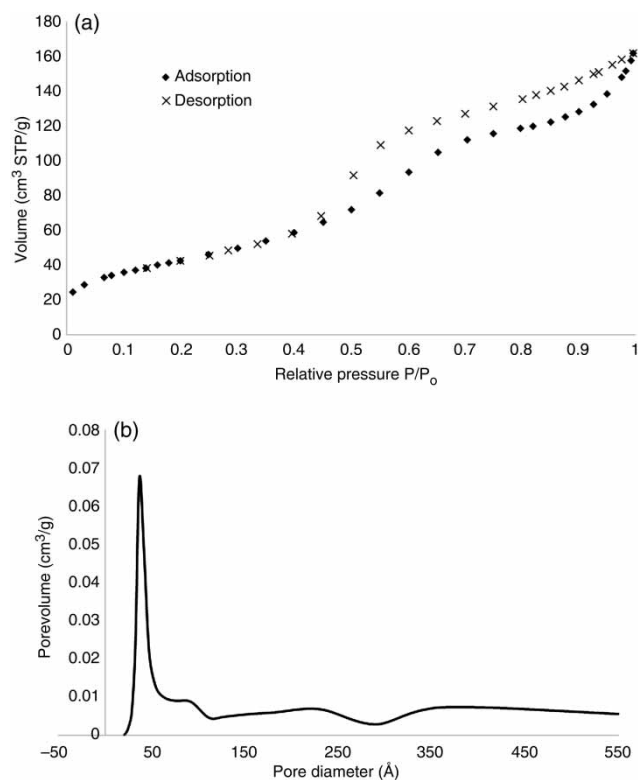 (a)
180
160
140
120
100
80
60
40
20
0
Volume (cm³ STP/g)
Adsorption
Desorption
0 0.1 0.2 0.3 0.4 0.5 0.6 0.7 0.8 0.9 1
Relative pressure P/Pₒ
(b)
0.08
0.07
0.06
0.05
0.04
0.03
0.02
0.01
0
Porevolume (cm³/g)
–50 50 150 250 350 450 550
Pore diameter (Å)